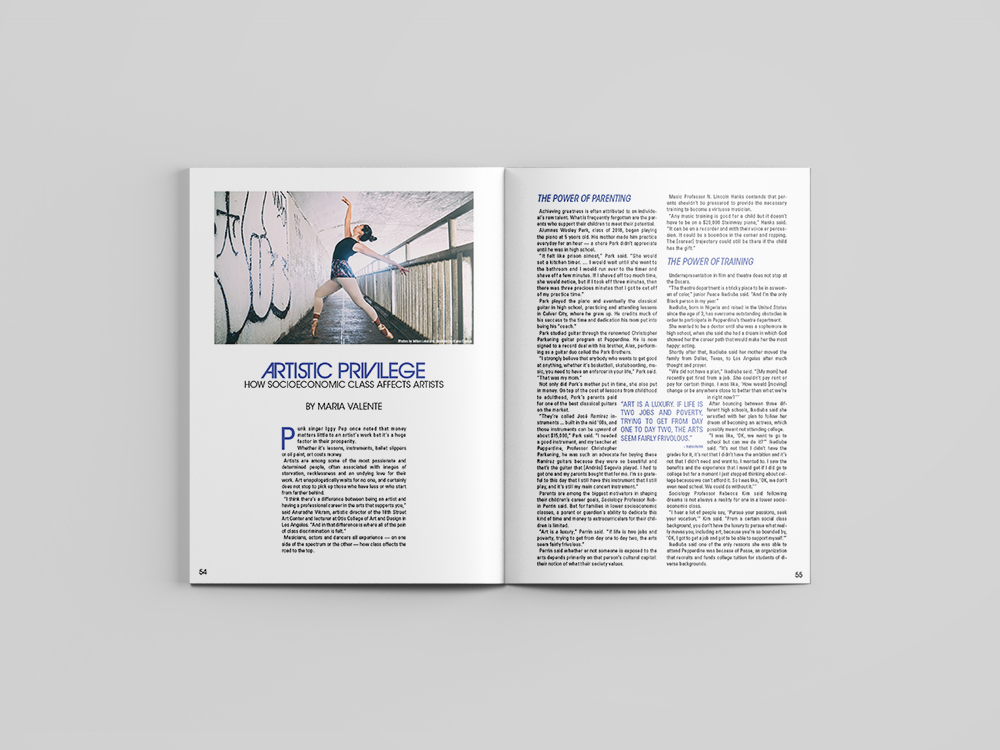 ARTISTIC PRIVILEGE
HOW SOCIOECONOMIC CLASS AFFECTS ARTISTS
BY MARIA VALENTE
Punk singer Iggy Pop once noted that money
matters little to an artist's work but it's a huge
factor in their prosperity.
Whether it's lessons, instruments, ballet slippers
or oil paint, art costs money.
Artists are among some of the most passionate and
determined people, often associated with images of
starvation, recklessness and an undying love for their
work. Art unapologetically waits for no one, and certainly
does not stop to pick up those who have less or who start
from farther behind.
"I think there's a difference between being an artist and
having a professional career in the arts that supports you,"
said Anuradha Vikram, artistic director of the 18th Street
Art Center and lecturer at Otis College of Art and Design in
Los Angeles. "And in that difference is where all of the pain
of class discrimination is felt."
Musicians, actors and dancers all experience — on one
side of the spectrum or the other — how class affects the
road to the top.
54
THE POWER OF PARENTING
Achieving greatness is often attributed to an individu-
al's raw talent. What is frequently forgotten are the par-
ents who support their children to meet their potential.
Alumnus Wesley Park, class of 2018, began playing
the piano at 5 years old. His mother made him practice
everyday for an hour — a chore Park didn't appreciate
until he was in high school.
"It felt like prison almost," Park said. "She would
set a kitchen timer. ... I would wait until she went to
the bathroom and I would run over to the timer and
shave off a few minutes. If I shaved off too much time,
she would notice, but if I took off three minutes, then
there was three precious minutes that I got to cut off
of my practice time."
Park played the piano and eventually the classical
guitar in high school, practicing and attending lessons
in Culver City, where he grew up. He credits much of
his success to the time and dedication his mom put into
being his "coach."
Park studied guitar through the renowned Christopher
Parkening guitar program at Pepperdine. He is now
signed to a record deal with his brother, Alex, perform-
ing as a guitar duo called the Park Brothers.
"I strongly believe that anybody who wants to get good
at anything, whether it's basketball, skateboarding, mu-
sic, you need to have an enforcer in your life," Park said.
"That was my mom."
Not only did Park's mother put in time, she also put
in money. On top of the cost of lessons from childhood
to adulthood, Park's parents paid
for one of the best classical guitars
on the market.
"They're called José Ramírez in-
struments ... built in the mid '60s, and
those instruments can be upward of
about $15,000," Park said. "I needed
a good instrument, and my teacher at
Pepperdine, Professor Christopher
Parkening, he was such an advocate for buying these
Ramírez guitars because they were so beautiful and
that's the guitar that [Andrés] Segovia played. I had to
get one and my parents bought that for me. I'm so grate-
ful to this day that I still have this instrument that I still
play, and it's still my main concert instrument."
Parents are among the biggest motivators in shaping
their children's career goals, Sociology Professor Rob-
in Perrin said. But for families in lower socioeconomic
classes, a parent or guardian's ability to dedicate this
kind of time and money to extracurriculars for their chil-
dren is limited.
"Art is a luxury," Perrin said. "If life is two jobs and
poverty, trying to get from day one to day two, the arts
seem fairly frivolous."
Perrin said whether or not someone is exposed to the
arts depends primarily on that person's cultural capital:
their notion of what their society values.
"ART IS A LUXURY. IF LIFE IS
TWO JOBS AND POVERTY,
TRYING TO GET FROM DAY
ONE TO DAY TWO, THE ARTS
SEEM FAIRLY FRIVOLOUS."
Music Professor N. Lincoln Hanks contends that par-
ents shouldn't be pressured to provide the necessary
training to become a virtuoso musician.
"Any music training is good for a child but it doesn't
have to be on a $20,000 Steinway piano," Hanks said.
"It can be on a recorder and with their voice or percus-
sion. It could be a boombox in the corner and rapping.
The [career] trajectory could still be there if the child
has the gift."
THE POWER OF TRAINING
Underrepresentation in film and theatre does not stop at
the Oscars.
"The theatre department is a tricky place to be in as wom-
en of color," junior Peace Ikediuba said. "And I'm the only
Black person in my year."
Ikediuba, born in Nigeria and raised in the United States
since the age of 3, has overcome outstanding obstacles in
order to participate in Pepperdine's theatre department.
She wanted to be a doctor until she was a sophomore in
high school, when she said she had a dream in which God
showed her the career path that would make her the most
happy: acting.
Shortly after that, Ikediuba said her mother moved the
family from Dallas, Texas, to Los Angeles after much
thought and prayer.
"We did not have a plan," Ikediuba said. "[My mom] had
recently got fired from a job. She couldn't pay rent or
pay for certain things. I was like, 'How would [moving]
change or be anywhere close to better than what we're
in right now?'"
After bouncing between three dif-
ferent high schools, Ikediuba said she
wrestled with her plan to follow her
dream of becoming an actress, which
possibly meant not attending college.
"I was like, 'OK, we want to go to
school but can we do it?'" Ikediuba
said. "It's not that I didn't have the
grades for it, it's not that I didn't have the ambition and it's
not that I didn't need and want to. I wanted to. I saw the
benefits and the experience that I would get if I did go to
college but for a moment I just stopped thinking about col-
lege because we can't afford it. So I was like, 'OK, we don't
even need school. We could do without it.'"
Sociology Professor Rebecca Kim said following
dreams is not always a reality for one in a lower socio-
economic class.
"I hear a lot of people say, 'Pursue your passions, seek
your vocation,'" Kim said. "From a certain social class
background, you don't have the luxury to pursue what real-
ly moves you, including art, because you're so bounded by,
'OK, I got to get a job and got to be able to support myself.'"
Ikediuba said one of the only reasons she was able to
attend Pepperdine was because of Posse, an organization
that recruits and funds college tuition for students of di-
verse backgrounds.
55